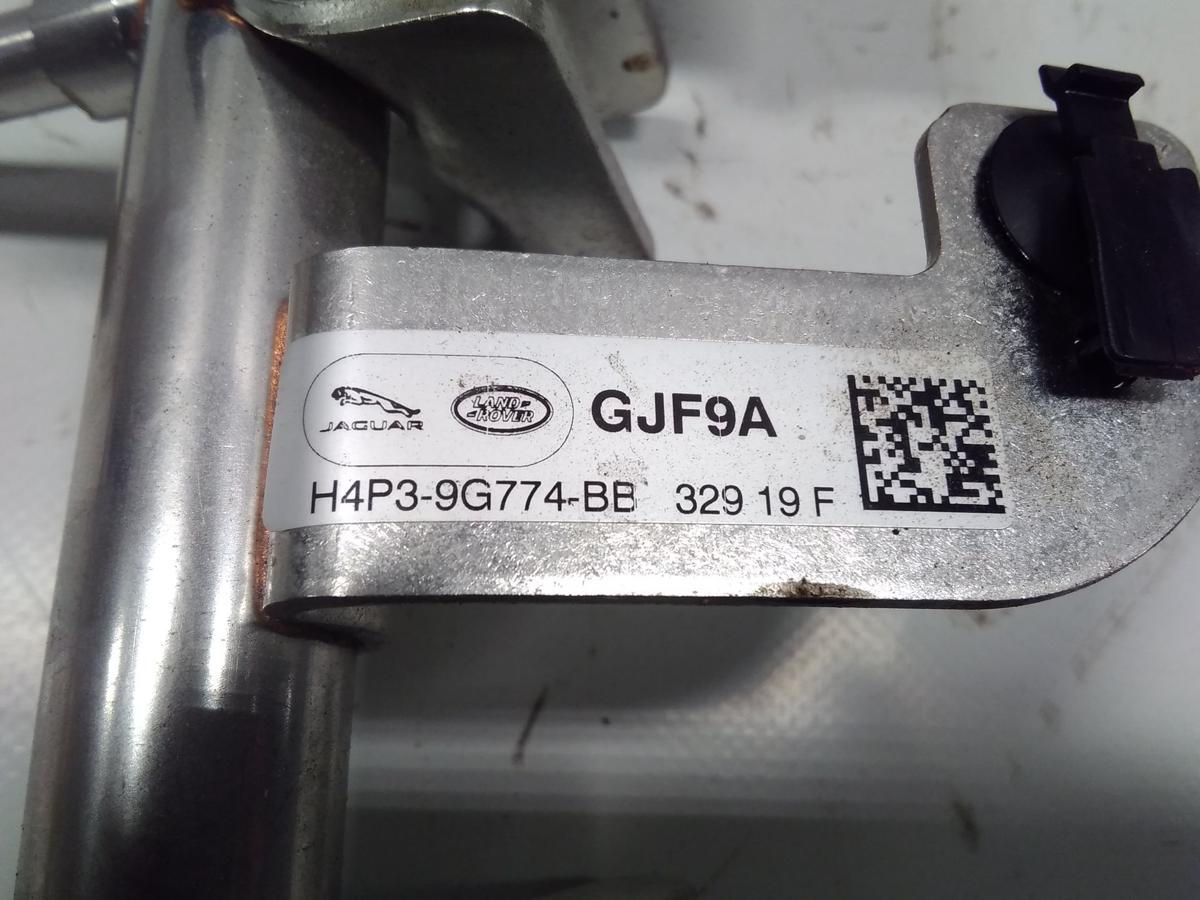 JAGUAR
LAND-
-ROVER
GJF9A
H4P3-9G774-BB 329 19 F